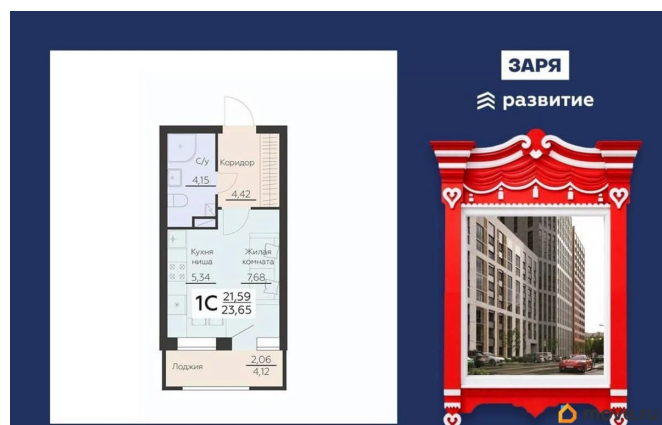 ЗАРЯ
развитие
С/у
4,15
Коридор
4,42
Кухня
ниша
5,34
Жилая
комната
7,68
1С
21,59
23,65
Лоджия
2,06
4,12